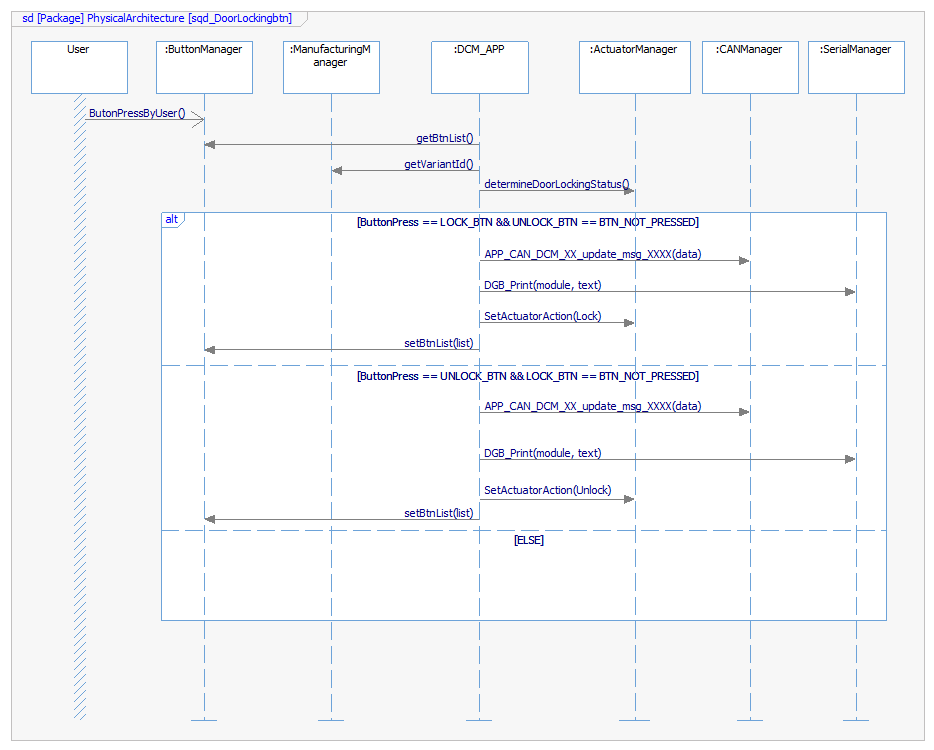 sd [Package] PhysicalArchitecture [sqd_DoorLockingbtn]
User
:ButtonManager
:ManufacturingM
anager
:DCM_APP
:ActuatorManager
:CANManager
:SerialManager
ButonPressByUser()
getBtnList()
getVariantId()
determineDoorLockingStatus()
alt
[ButtonPress == LOCK_BTN && UNLOCK_BTN == BTN_NOT_PRESSED]
APP_CAN_DCM_XX_update_msg_XXXX(data)
DGB_Print(module, text)
SetActuatorAction(Lock)
setBtnList(list)
[ButtonPress == UNLOCK_BTN && LOCK_BTN == BTN_NOT_PRESSED]
APP_CAN_DCM_XX_update_msg_XXXX(data)
DGB_Print(module, text)
SetActuatorAction(Unlock)
setBtnList(list)
[ELSE]